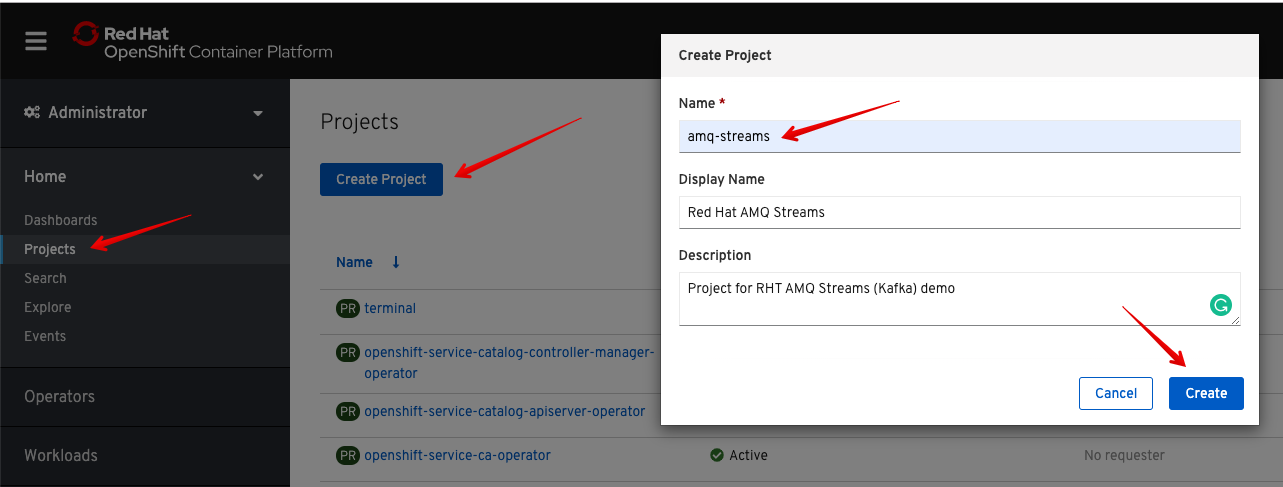 Red Hat
OpenShift Container Platform
Administrator
Home
Dashboards
Projects
Search
Explore
Events
Operators
Workloads
Projects
Create Project
Name
PR terminal
PR openshift-service-catalog-controller-manager-
operator
PR openshift-service-catalog-apiserver-operator
PR openshift-service-ca-operator Active No requester
Create Project
Name *
amq-streams
Display Name
Red Hat AMQ Streams
Description
Project for RHT AMQ Streams (Kafka) demo
Cancel Create